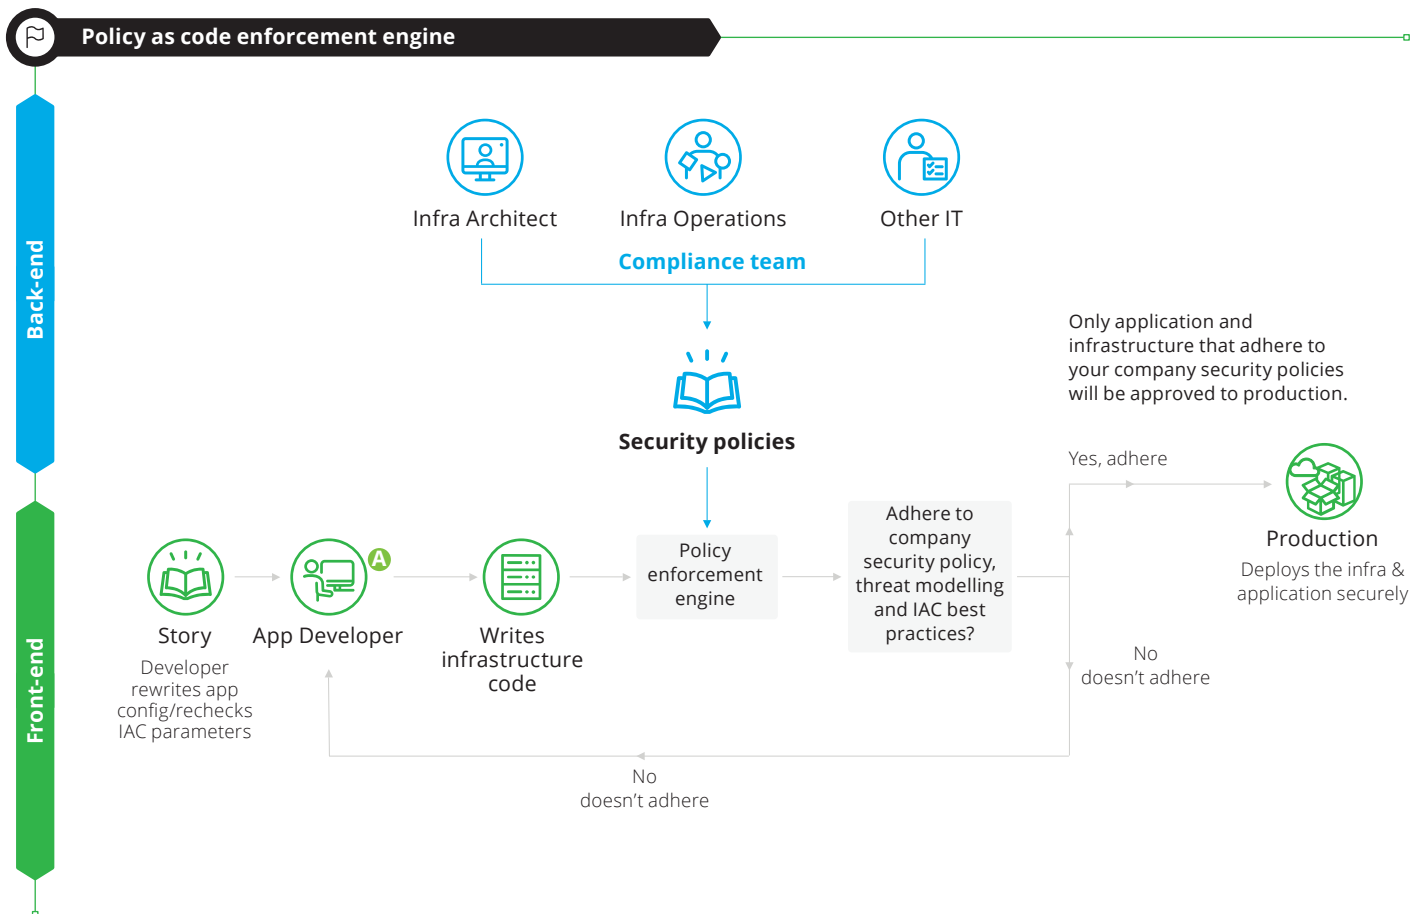 Policy as code enforcement engine
Back-end
Infra Architect
Infra Operations
Other IT
Compliance team
Security policies
Only application and
infrastructure that adhere to
your company security policies
will be approved to production.
Front-end
Story
Developer
rewrites app
config/rechecks
IAC parameters
App Developer
A
Writes
infrastructure
code
Policy
enforcement
engine
Adhere to
company
security policy,
threat modelling
and IAC best
practices?
Yes, adhere
Production
Deploys the infra &
application securely
No
doesn’t adhere
No
doesn’t adhere